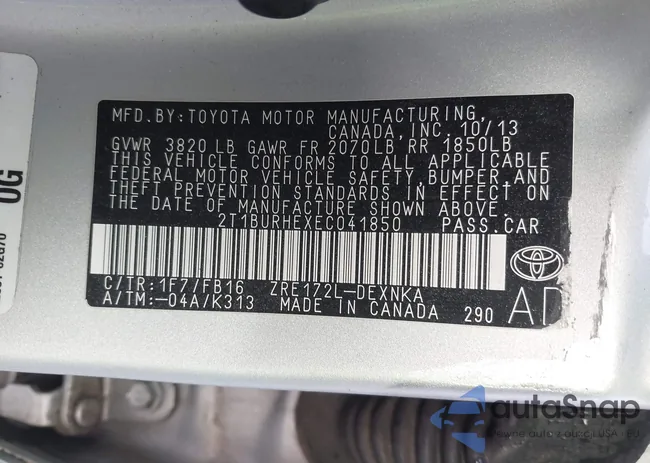 MFD. BY: TOYOTA MOTOR MANUFACTURING,
CANADA, INC. 10/13
GVWR 3820 LB GAWR FR 2070LB RR 1850LB
THIS VEHICLE CONFORMS TO ALL APPLICABLE
FEDERAL MOTOR VEHICLE SAFETY, BUMPER AND
THEFT PREVENTION STANDARDS IN EFFECT ON
THE DATE OF MANUFACTURE SHOWN ABOVE.
2T1BURHEXEC041850 PASS. CAR
C/TR: 1F7/FB16 ZRE172L-DEXNKA
A/TM: -04A/K313 MADE IN CANADA 290 AD
OG
autoSnap